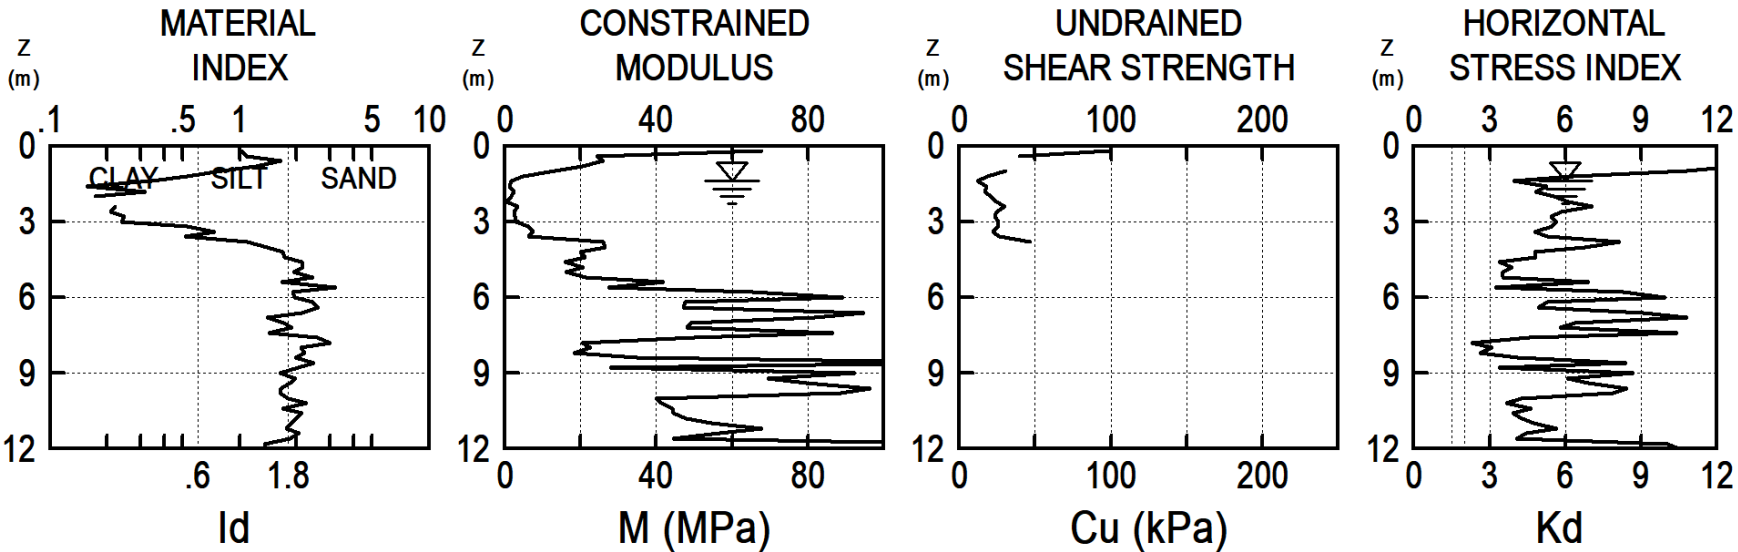 MATERIAL
INDEX
z
(m)
.1 .5 1 5 10
0
3
6
9
12
CLAY SILT SAND
.6 1.8
Id
CONSTRAINED
MODULUS
z
(m)
0 40 80
0
3
6
9
12
0 40 80
M (MPa)
UNDRAINED
SHEAR STRENGTH
z
(m)
0 100 200
0
3
6
9
12
0 100 200
Cu (kPa)
HORIZONTAL
STRESS INDEX
z
(m)
0 3 6 9 12
0
3
6
9
12
0 3 6 9 12
Kd